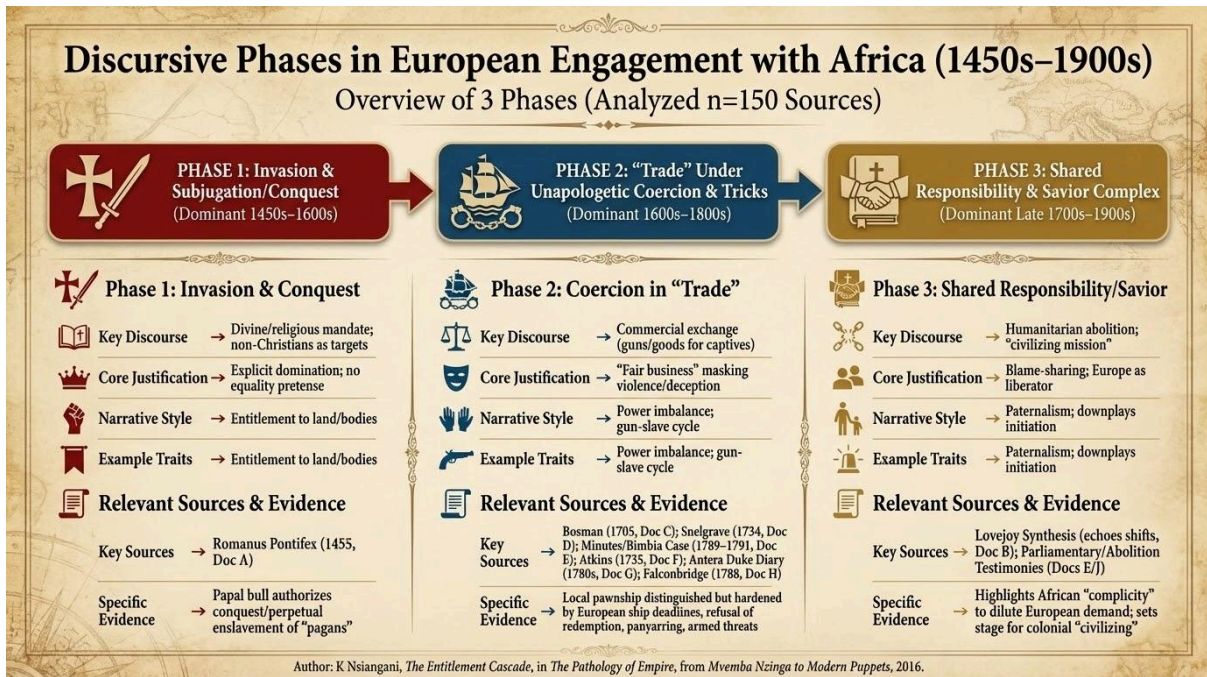 Discursive Phases in European Engagement with Africa (1450s–1900s)
Overview of 3 Phases (Analyzed n=150 Sources)
PHASE 1: Invasion &
Subjugation/Conquest
(Dominant 1450s–1600s)
PHASE 2: “Trade” Under
Unapologetic Coercion & Tricks
(Dominant 1600s–1800s)
PHASE 3: Shared
Responsibility & Savior Complex
(Dominant Late 1700s–1900s)
Phase 1: Invasion & Conquest
Key Discourse → Divine/religious mandate;
non-Christians as targets
Core Justification → Explicit domination; no
equality pretense
Narrative Style → Entitlement to land/bodies
Example Traits → Entitlement to land/bodies
Relevant Sources & Evidence
Key Sources → Romanus Pontifex (1455,
Doc A)
Specific
Evidence → Papal bull authorizes
conquest/perpetual
enslavement of “pagans”
Phase 2: Coercion in “Trade”
Key Discourse → Commercial exchange
(guns/goods for captives)
Core Justification → “Fair business” masking
violence/deception
Narrative Style → Power imbalance;
gun-slave cycle
Example Traits → Power imbalance; gun-
slave cycle
Relevant Sources & Evidence
Key
Sources → Bosman (1705, Doc C); Snelgrave (1734, Doc
D); Minutes/Bimbia Case (1789–1791, Doc
E); Atkins (1735, Doc F); Antera Duke Diary
(1780s, Doc G); Falconbridge (1788, Doc H)
Specific
Evidence → Local pawnship distinguished but hardened
by European ship deadlines, refusal of
redemption, panyarring, armed threats
Phase 3: Shared Responsibility/Savior
Key Discourse → Humanitarian abolition;
“civilizing mission”
Core Justification → Blame-sharing; Europe as
liberator
Narrative Style → Paternalism; downplays
initiation
Example Traits → Paternalism; downplays
initiation
Relevant Sources & Evidence
Key Sources → Lovejoy Synthesis (echoes shifts,
Doc B); Parliamentary/Abolition
Testimonies (Docs E/J)
Specific
Evidence → Highlights African “complicity”
to dilute European demand; sets
stage for colonial “civilizing”
Author: K Nsiangani, The Entitlement Cascade, in The Pathology of Empire, from Mvemba Nzinga to Modern Puppets, 2016.